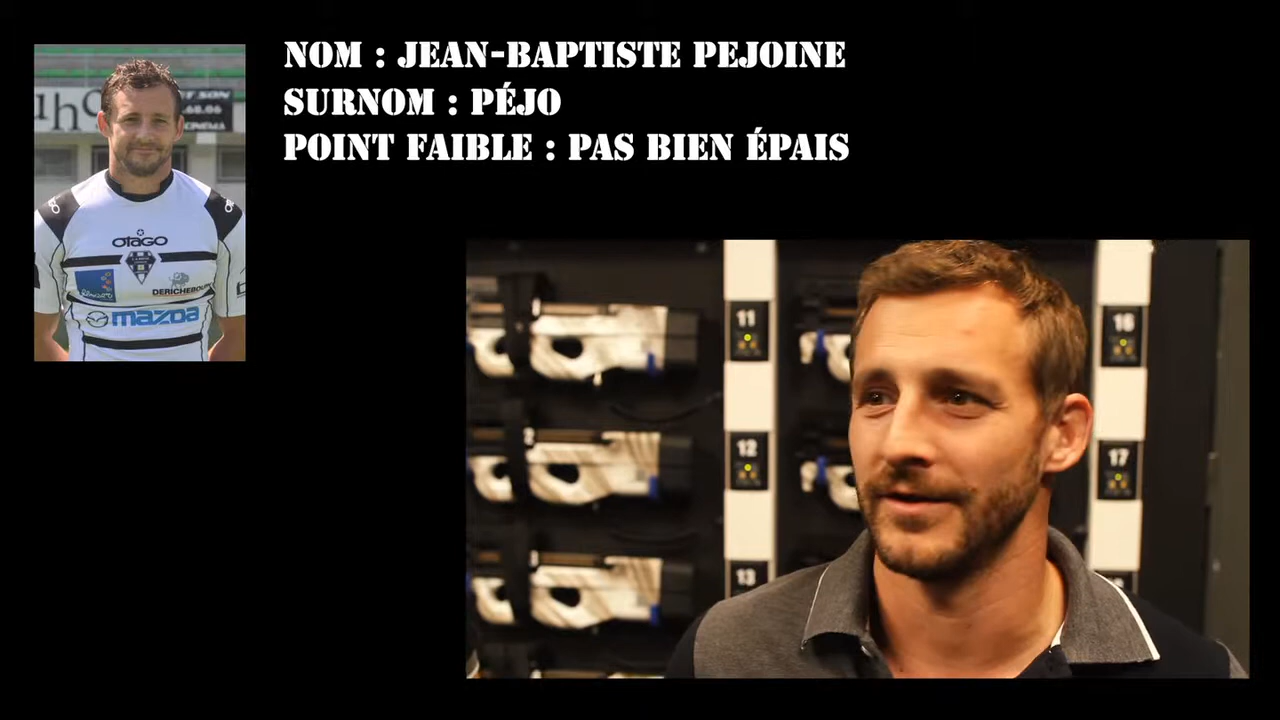 NOM : JEAN-BAPTISTE PEJOINE
SURNOM : PÉJO
POINT FAIBLE : PAS BIEN ÉPAIS
CINEMA
OTAGO
DERICHEBOURG
mazda
11
16
12
17
13